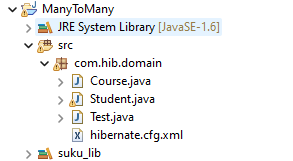 ManyToMany
JRE System Library [JavaSE-1.6]
src
com.hib.domain
Course.java
Student.java
Test.java
hibernate.cfg.xml
suku_lib